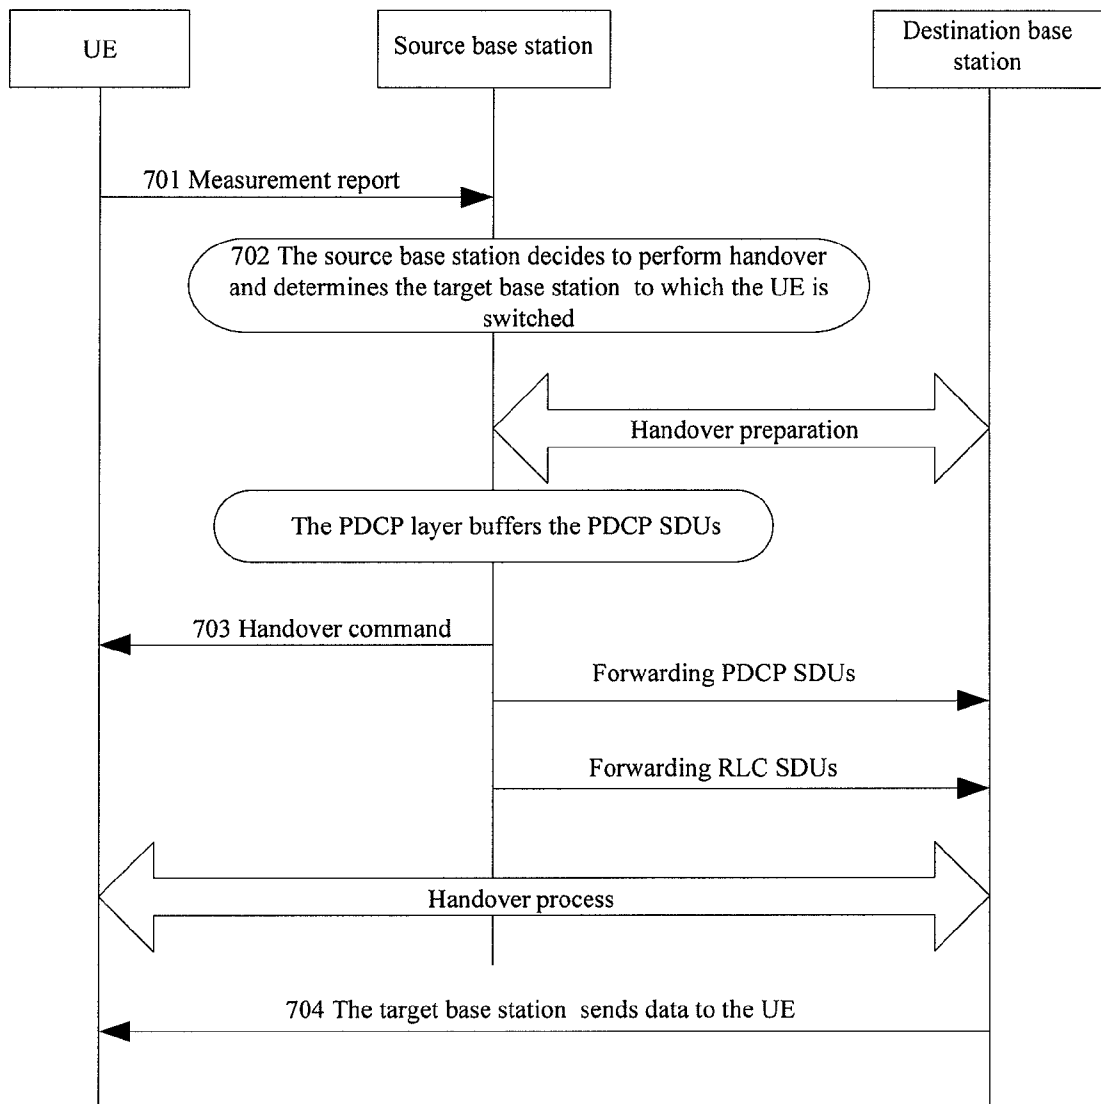 UE
Source base station
Destination base
station
701 Measurement report
702 The source base station decides to perform handover
and determines the target base station to which the UE is
switched
Handover preparation
The PDCP layer buffers the PDCP SDUs
703 Handover command
Forwarding PDCP SDUs
Forwarding RLC SDUs
Handover process
704 The target base station sends data to the UE